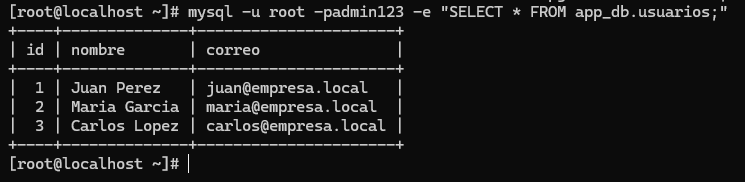 [root@localhost ~]# mysql -u root -padmin123 -e "SELECT * FROM app_db.usuarios;"
+----+--------------+----------------------+
| id | nombre       | correo               |
+----+--------------+----------------------+
|  1 | Juan Perez   | juan@empresa.local   |
|  2 | Maria Garcia | maria@empresa.local  |
|  3 | Carlos Lopez | carlos@empresa.local |
+----+--------------+----------------------+
[root@localhost ~]#